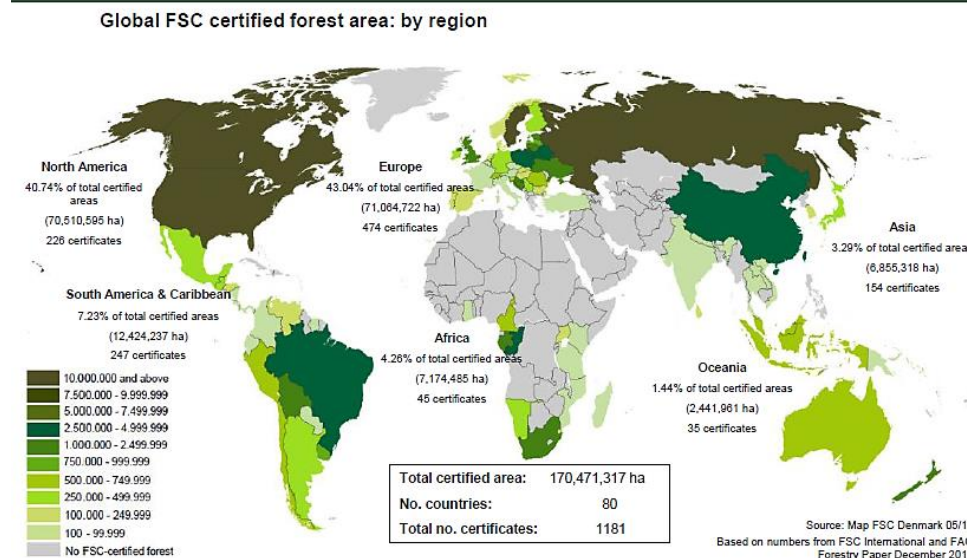 Global FSC certified forest area: by region
North America
40.74% of total certified
areas
(70,510,595 ha)
226 certificates
Europe
43.04% of total certified areas
(71,064,722 ha)
474 certificates
Asia
3.29% of total certified area
(6,855,318 ha)
154 certificates
South America & Caribbean
7.23% of total certified areas
(12,424,237 ha)
247 certificates
Africa
4.26% of total certified areas
(7,174,485 ha)
45 certificates
Oceania
1.44% of total certified areas
(2,441,961 ha)
35 certificates
10.000.000 and above
7.500.000 - 9.999.999
5.000.000 - 7.499.999
2.500.000 - 4.999.999
1.000.000 - 2.499.999
750.000 - 999.999
500.000 - 749.999
250.000 - 499.999
100.000 - 249.999
100 - 99.999
No FSC-certified forest
Total certified area: 170,471,317 ha
No. countries: 80
Total no. certificates: 1181
Source: Map FSC Denmark 05/1
Based on numbers from FSC International and FAO
Forestry Paper December 201